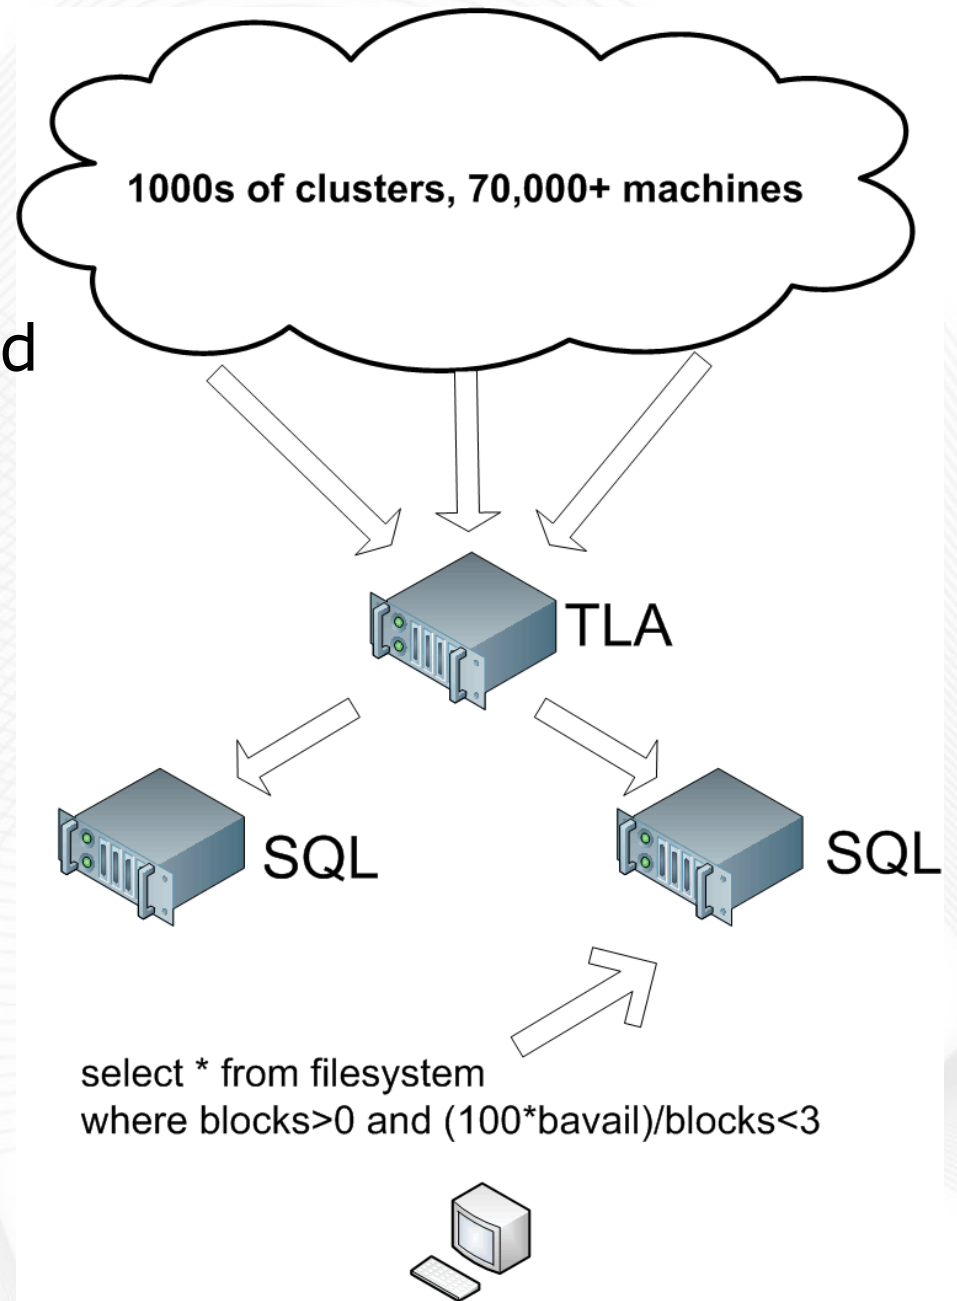 1000s of clusters, 70,000+ machines
d
TLA
SQL
SQL
select * from filesystem
where blocks>0 and (100*bavail)/blocks<3